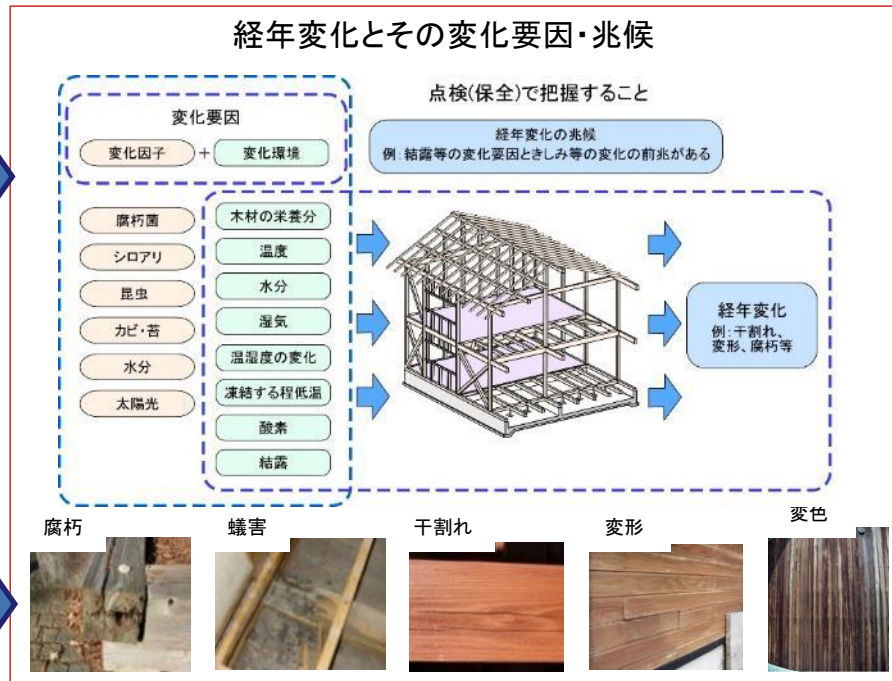 経年変化とその変化要因・兆候
点検(保全)で把握すること
変化要因
変化因子 + 変化環境
経年変化の兆候
例:結露等の変化要因ときしみ等の変化の前兆がある
腐朽菌
シロアリ
昆虫
カビ・苔
水分
太陽光
木材の栄養分
温度
水分
湿気
温湿度の変化
凍結する程低温
酸素
結露
経年変化
例:干割れ、
変形、腐朽等
腐朽
蟻害
干割れ
変形
変色